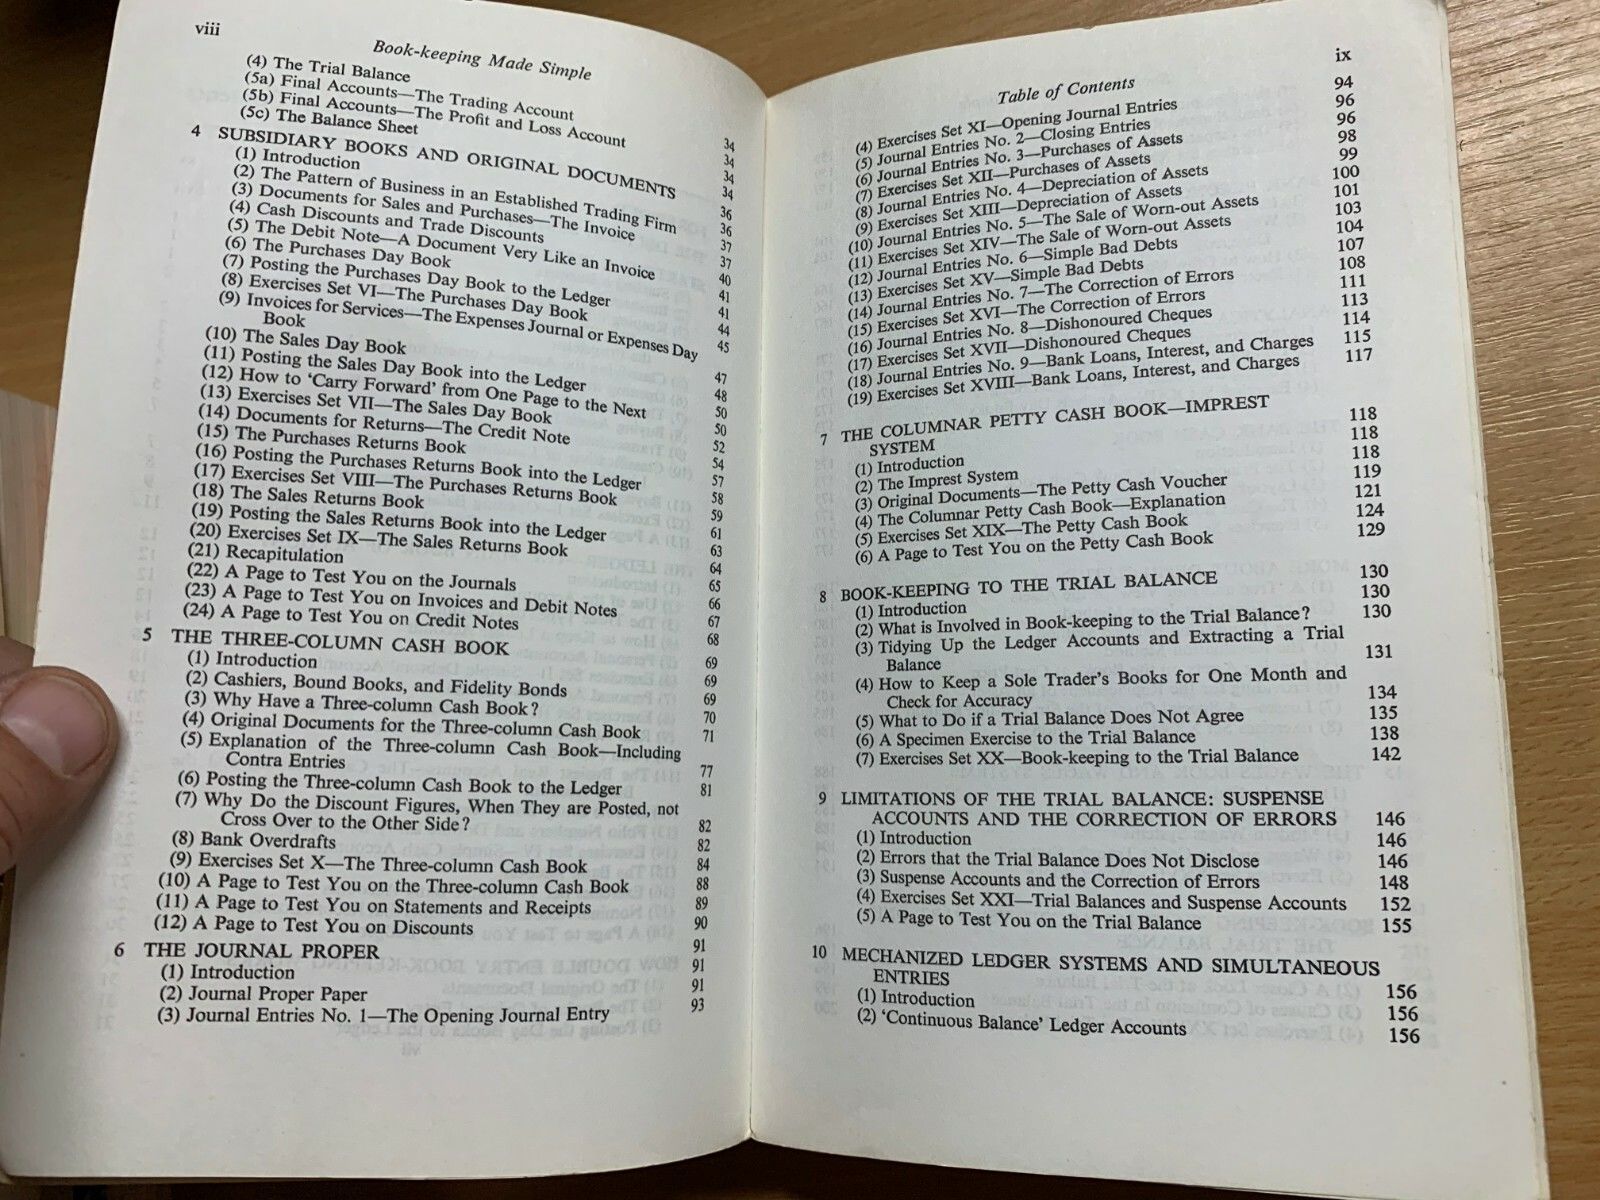 viii
Book-keeping Made Simple
(4) The Trial Balance 34
(5a) Final Accounts—The Trading Account 34
(5b) Final Accounts—The Profit and Loss Account 34
(5c) The Balance Sheet 34
4 SUBSIDIARY BOOKS AND ORIGINAL DOCUMENTS 36
(1) Introduction 36
(2) The Pattern of Business in an Established Trading Firm 37
(3) Documents for Sales and Purchases—The Invoice 37
(4) Cash Discounts and Trade Discounts 40
(5) The Debit Note—A Document Very Like an Invoice 41
(6) The Purchases Day Book 41
(7) Posting the Purchases Day Book to the Ledger 44
(8) Exercises Set VI—The Purchases Day Book 45
(9) Invoices for Services—The Expenses Journal or Expenses Day
Book 47
(10) The Sales Day Book 48
(11) Posting the Sales Day Book into the Ledger 50
(12) How to 'Carry Forward' from One Page to the Next 50
(13) Exercises Set VII—The Sales Day Book 52
(14) Documents for Returns—The Credit Note 54
(15) The Purchases Returns Book 57
(16) Posting the Purchases Returns Book into the Ledger 58
(17) Exercises Set VIII—The Purchases Returns Book 59
(18) The Sales Returns Book 61
(19) Posting the Sales Returns Book into the Ledger 63
(20) Exercises Set IX—The Sales Returns Book 64
(21) Recapitulation 65
(22) A Page to Test You on the Journals 66
(23) A Page to Test You on Invoices and Debit Notes 67
(24) A Page to Test You on Credit Notes 68
5 THE THREE-COLUMN CASH BOOK 69
(1) Introduction 69
(2) Cashiers, Bound Books, and Fidelity Bonds 69
(3) Why Have a Three-column Cash Book? 70
(4) Original Documents for the Three-column Cash Book 71
(5) Explanation of the Three-column Cash Book—Including
Contra Entries 77
(6) Posting the Three-column Cash Book to the Ledger 81
(7) Why Do the Discount Figures, When They are Posted, not
Cross Over to the Other Side? 82
(8) Bank Overdrafts 82
(9) Exercises Set X—The Three-column Cash Book 84
(10) A Page to Test You on the Three-column Cash Book 88
(11) A Page to Test You on Statements and Receipts 89
(12) A Page to Test You on Discounts 90
6 THE JOURNAL PROPER 91
(1) Introduction 91
(2) Journal Proper Paper 91
(3) Journal Entries No. 1—The Opening Journal Entry 93
ix
Table of Contents
(4) Exercises Set XI—Opening Journal Entries 94
(5) Journal Entries No. 2—Closing Entries 96
(6) Journal Entries No. 3—Purchases of Assets 96
(7) Exercises Set XII—Purchases of Assets 98
(8) Journal Entries No. 4—Depreciation of Assets 99
(9) Exercises Set XIII—Depreciation of Assets 100
(10) Journal Entries No. 5—The Sale of Worn-out Assets 101
(11) Exercises Set XIV—The Sale of Worn-out Assets 103
(12) Journal Entries No. 6—Simple Bad Debts 104
(13) Exercises Set XV—Simple Bad Debts 107
(14) Journal Entries No. 7—The Correction of Errors 108
(15) Exercises Set XVI—The Correction of Errors 111
(16) Journal Entries No. 8—Dishonoured Cheques 113
(17) Exercises Set XVII—Dishonoured Cheques 114
(18) Journal Entries No. 9—Bank Loans, Interest, and Charges 115
(19) Exercises Set XVIII—Bank Loans, Interest, and Charges 117
7 THE COLUMNAR PETTY CASH BOOK—IMPREST
SYSTEM 118
(1) Introduction 118
(2) The Imprest System 118
(3) Original Documents—The Petty Cash Voucher 119
(4) The Columnar Petty Cash Book—Explanation 121
(5) Exercises Set XIX—The Petty Cash Book 124
(6) A Page to Test You on the Petty Cash Book 129
8 BOOK-KEEPING TO THE TRIAL BALANCE 130
(1) Introduction 130
(2) What is Involved in Book-keeping to the Trial Balance? 130
(3) Tidying Up the Ledger Accounts and Extracting a Trial
Balance 131
(4) How to Keep a Sole Trader's Books for One Month and
Check for Accuracy 134
(5) What to Do if a Trial Balance Does Not Agree 135
(6) A Specimen Exercise to the Trial Balance 138
(7) Exercises Set XX—Book-keeping to the Trial Balance 142
9 LIMITATIONS OF THE TRIAL BALANCE: SUSPENSE
ACCOUNTS AND THE CORRECTION OF ERRORS 146
(1) Introduction 146
(2) Errors that the Trial Balance Does Not Disclose 146
(3) Suspense Accounts and the Correction of Errors 148
(4) Exercises Set XXI—Trial Balances and Suspense Accounts 152
(5) A Page to Test You on the Trial Balance 155
10 MECHANIZED LEDGER SYSTEMS AND SIMULTANEOUS
ENTRIES 156
(1) Introduction 156
(2) 'Continuous Balance' Ledger Accounts 156